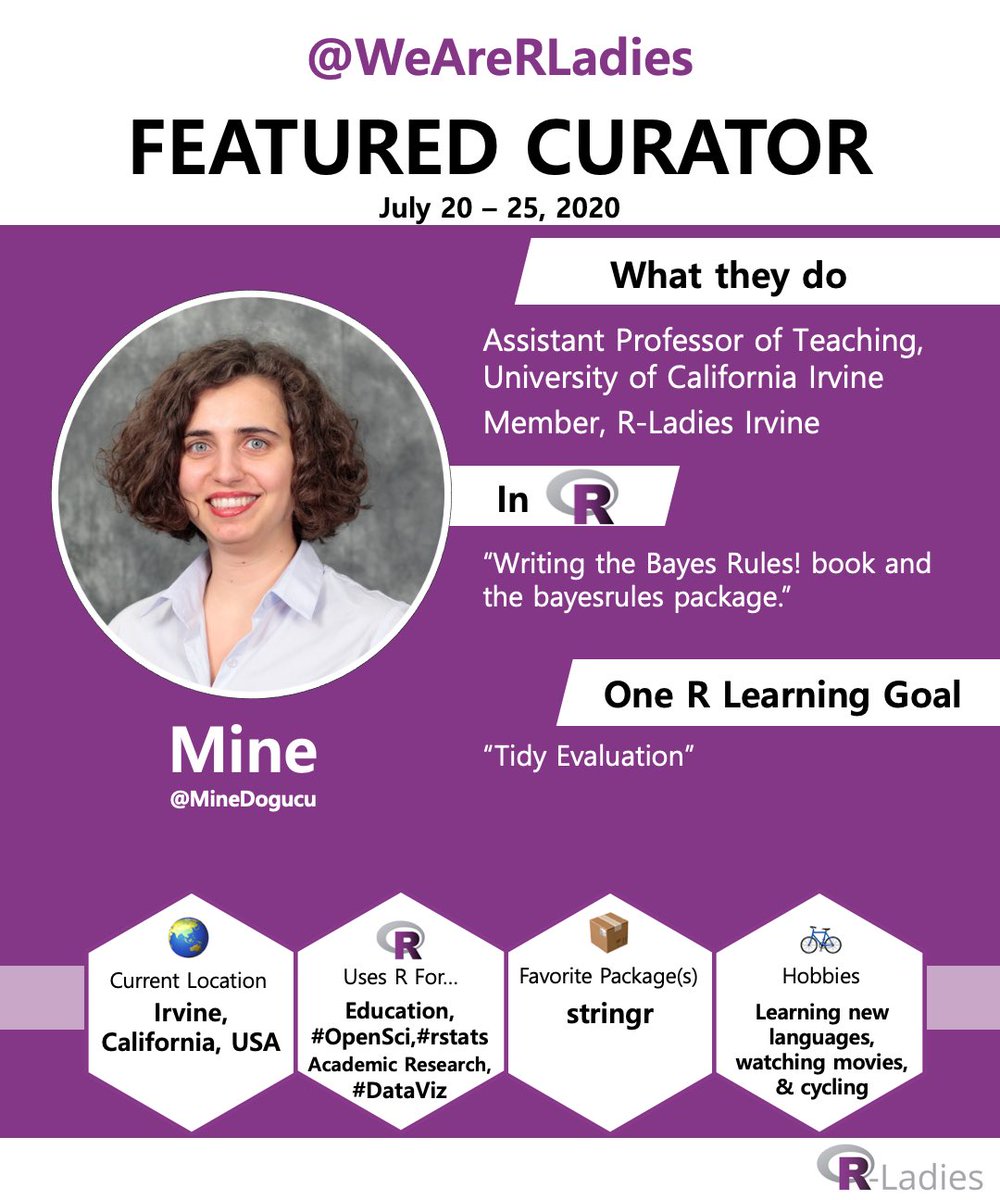 @WeAreRLadies
FEATURED CURATOR
July 20 – 25, 2020
What they do
Assistant Professor of Teaching,
University of California Irvine
Member, R-Ladies Irvine
In R
“Writing the Bayes Rules! book and
the bayesrules package.”
One R Learning Goal
“Tidy Evaluation”
Mine
@MineDogucu
Current Location
Irvine,
California, USA
R
Uses R For...
Education,
#OpenSci,#rstats
Academic Research,
#DataViz
Favorite Package(s)
stringr
Hobbies
Learning new
languages,
watching movies,
& cycling
R-Ladies